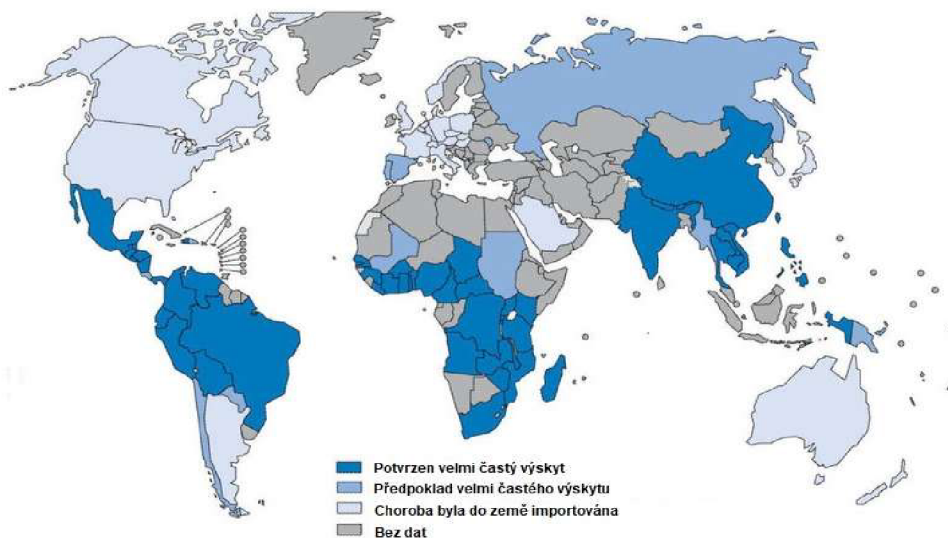 Potvrzen velmi častý výskyt
Předpoklad velmi častého výskytu
Choroba byla do země importována
Bez dat